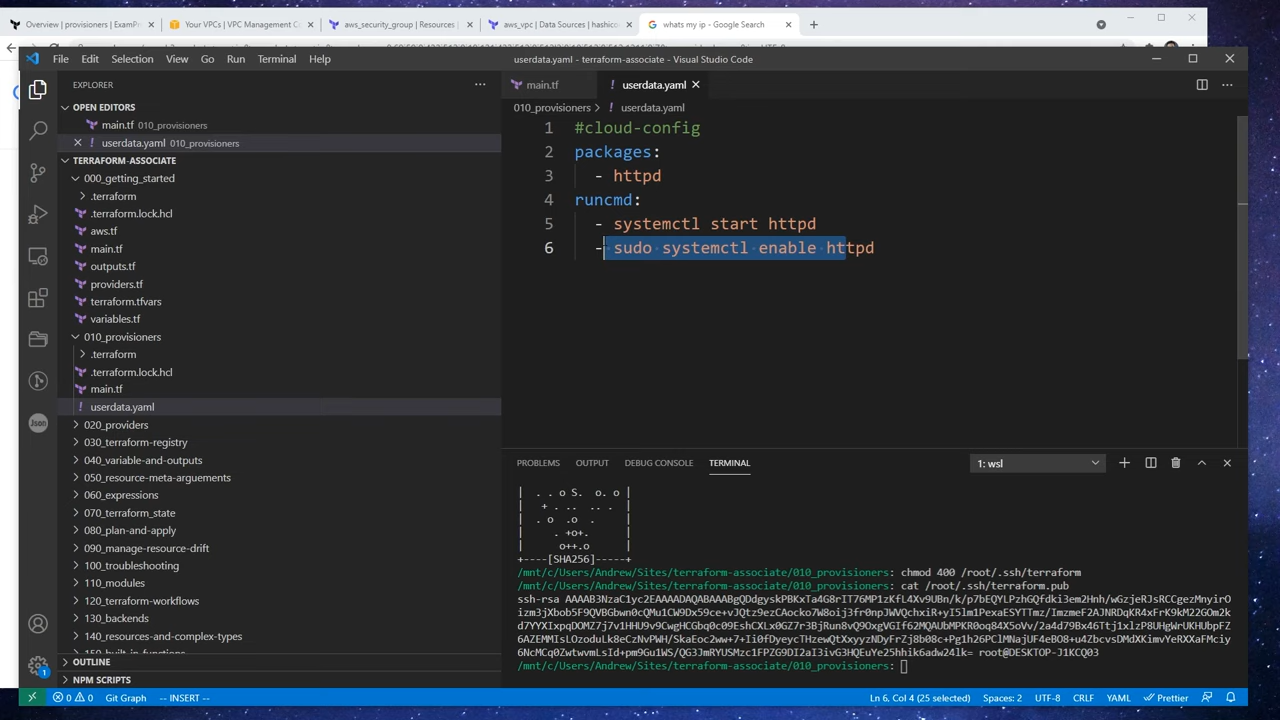 Overview | provisioners | ExamPr
Your VPCs | VPC Management Co
aws_security_group | Resources |
aws_vpc | Data Sources | hashico
whats my ip - Google Search
File Edit Selection View Go Run Terminal Help
userdata.yaml - terraform-associate - Visual Studio Code
EXPLORER
OPEN EDITORS
main.tf 010_provisioners
userdata.yaml 010_provisioners
TERRAFORM-ASSOCIATE
000_getting_started
.terraform
.terraform.lock.hcl
aws.tf
main.tf
outputs.tf
providers.tf
terraform.tfvars
variables.tf
010_provisioners
.terraform
.terraform.lock.hcl
main.tf
userdata.yaml
020_providers
030_terraform-registry
040_variable-and-outputs
050_resource-meta-arguements
060_expressions
070_terraform_state
080_plan-and-apply
090_manage-resource-drift
100_troubleshooting
110_modules
120_terraform-workflows
130_backends
140_resources-and-complex-types
OUTLINE
NPM SCRIPTS
main.tf
userdata.yaml
010_provisioners > ! userdata.yaml
1 #cloud-config
2 packages:
3 - httpd
4 runcmd:
5 - systemctl start httpd
6 - sudo systemctl enable httpd
PROBLEMS OUTPUT DEBUG CONSOLE TERMINAL
1: wsl
| . . o S. o. o |
| + . .. .. . |
| . o .o . |
| . +o+. |
| o++.o |
+----[SHA256]-----+
/mnt/c/Users/Andrew/Sites/terraform-associate/010_provisioners: chmod 400 /root/.ssh/terraform
/mnt/c/Users/Andrew/Sites/terraform-associate/010_provisioners: cat /root/.ssh/terraform.pub
ssh-rsa
root@DESKTOP-J1KCQ03
/mnt/c/Users/Andrew/Sites/terraform-associate/010_provisioners:
0 0 Git Graph -- INSERT -- Ln 6, Col 4 (25 selected) Spaces: 2 UTF-8 CRLF YAML Prettier